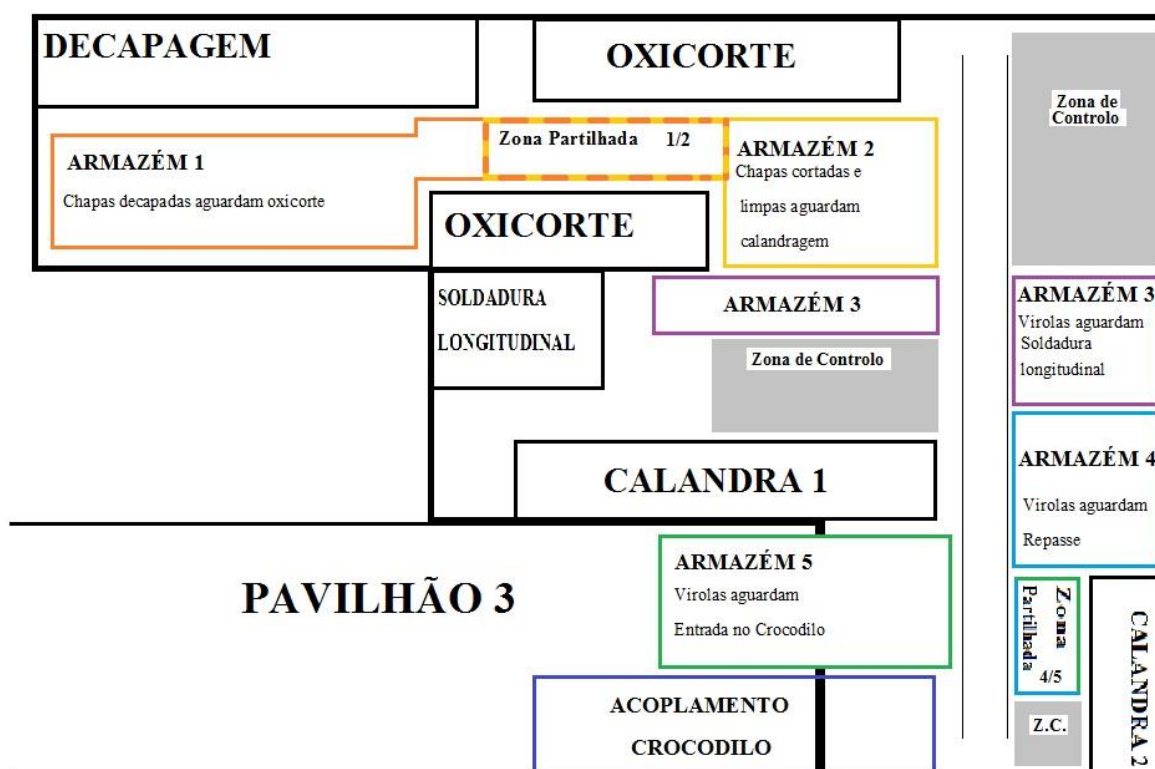 DECAPAGEM
OXICORTE
Zona de
Controlo
Zona Partilhada 1/2
ARMAZÉM 1
Chapas decapadas aguardam oxicorte
ARMAZÉM 2
Chapas cortadas e
limpas aguardam
calandragem
OXICORTE
SOLDADURA
LONGITUDINAL
ARMAZÉM 3
Zona de Controlo
ARMAZÉM 3
Virolas aguardam
Soldadura
longitudinal
CALANDRA 1
ARMAZÉM 4
Virolas aguardam
Repasse
PAVILHÃO 3
ARMAZÉM 5
Virolas aguardam
Entrada no Crocodilo
Zona
Partilhada
4/5
CALANDRA 2
Z.C.
ACOPLAMENTO
CROCODILO